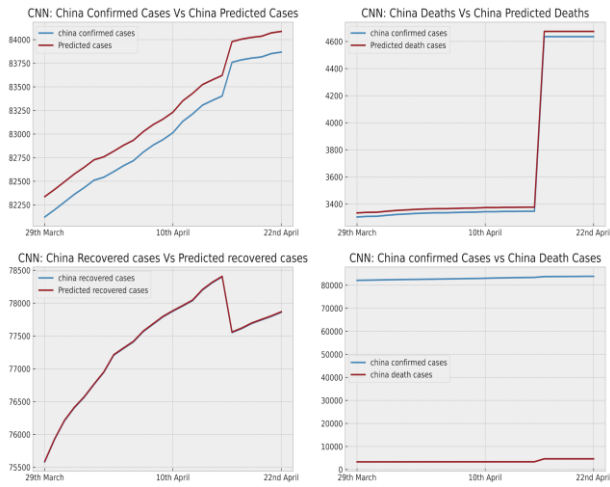 CNN: China Confirmed Cases Vs China Predicted Cases
china confirmed cases
Predicted cases
84000
83750
83500
83250
83000
82750
82500
82250
29th March
10th April
22nd April
CNN: China Deaths Vs China Predicted Deaths
china confirmed cases
Predicted death cases
4600
4400
4200
4000
3800
3600
3400
29th March
10th April
22nd April
CNN: China Recovered cases Vs Predicted recovered cases
china recovered cases
Predicted recovered cases
78500
78000
77500
77000
76500
76000
75500
29th March
10th April
22nd April
CNN: China confirmed Cases vs China Death Cases
80000
70000
60000
50000
40000
30000
20000
10000
0
china confirmed cases
china death cases
29th March
10th April
22nd April